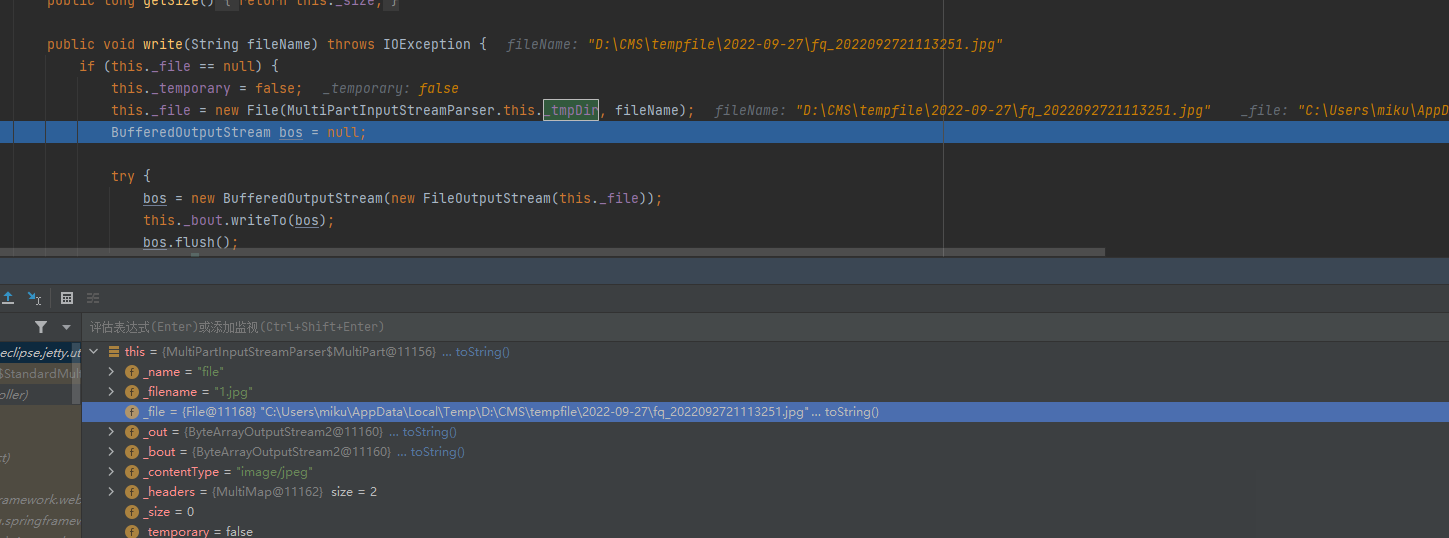 public long getSize() { return this._size; }
public void write(String fileName) throws IOException {   fileName: "D:\CMS\tempfile\2022-09-27\fq_2022092721113251.jpg"
if (this._file == null) {
this._temporary = false;   _temporary: false
this._file = new File(MultiPartInputStreamParser.this._tmpDir, fileName);   fileName: "D:\CMS\tempfile\2022-09-27\fq_2022092721113251.jpg"   _file: "C:\Users\miku\AppD
BufferedOutputStream bos = null;
try {
bos = new BufferedOutputStream(new FileOutputStream(this._file));
this._bout.writeTo(bos);
bos.flush();
评估表达式(Enter)或添加监视(Ctrl+Shift+Enter)
eclipse.jetty.ut
this = {MultiPartInputStreamParser$MultiPart@11156} ... toString()
$StandardMul
_name = "file"
oller)
_filename = "1.jpg"
_file = {File@11168} "C:\Users\miku\AppData\Local\Temp\D:\CMS\tempfile\2022-09-27\fq_2022092721113251.jpg" ... toString()
_out = {ByteArrayOutputStream2@11160} ... toString()
ct)
_bout = {ByteArrayOutputStream2@11160} ... toString()
_contentType = "image/jpeg"
ramework.web
_headers = {MultiMap@11162} size = 2
.springframew
_size = 0
_temporary = false